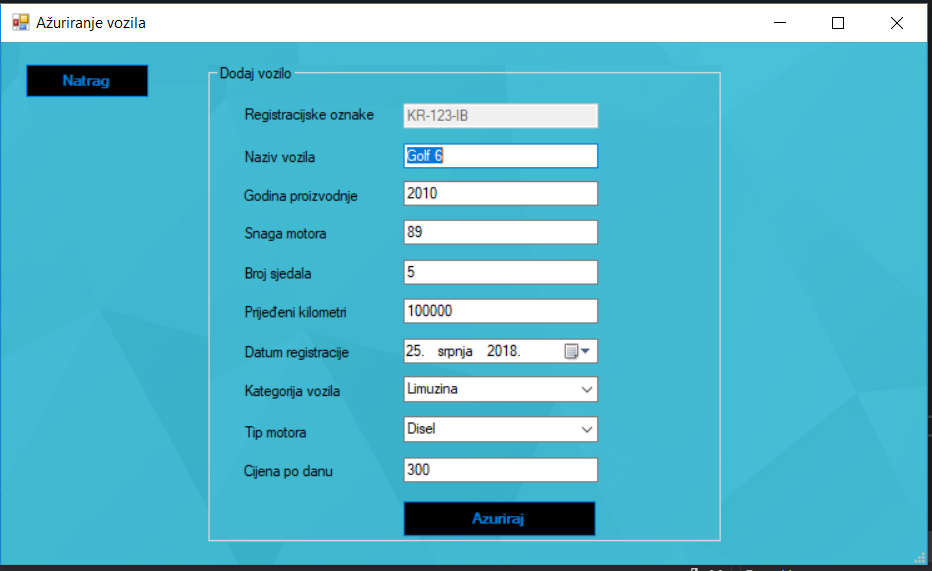 Ažuriranje vozila
Natrag
Dodaj vozilo
Registracijske oznake KR-123-IB
Naziv vozila Golf 6
Godina proizvodnje 2010
Snaga motora 89
Broj sjedala 5
Prijeđeni kilometri 100000
Datum registracije 25. srpnja 2018.
Kategorija vozila Limuzina
Tip motora Disel
Cijena po danu 300
Azuriraj